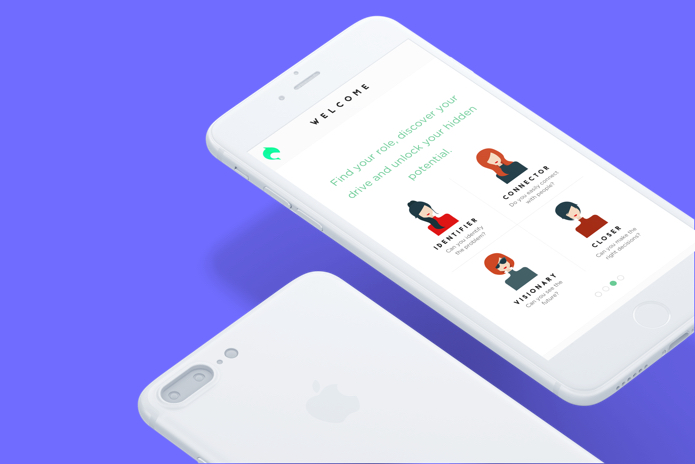 WELCOME
Find your role, discover your
drive and unlock your hidden
potential.
IDENTIFIER
Can you identify
the problem?
CONNECTOR
Do you easily connect
with people?
VISIONARY
Can you see the
future?
CLOSER
Can you make the
right decisions?